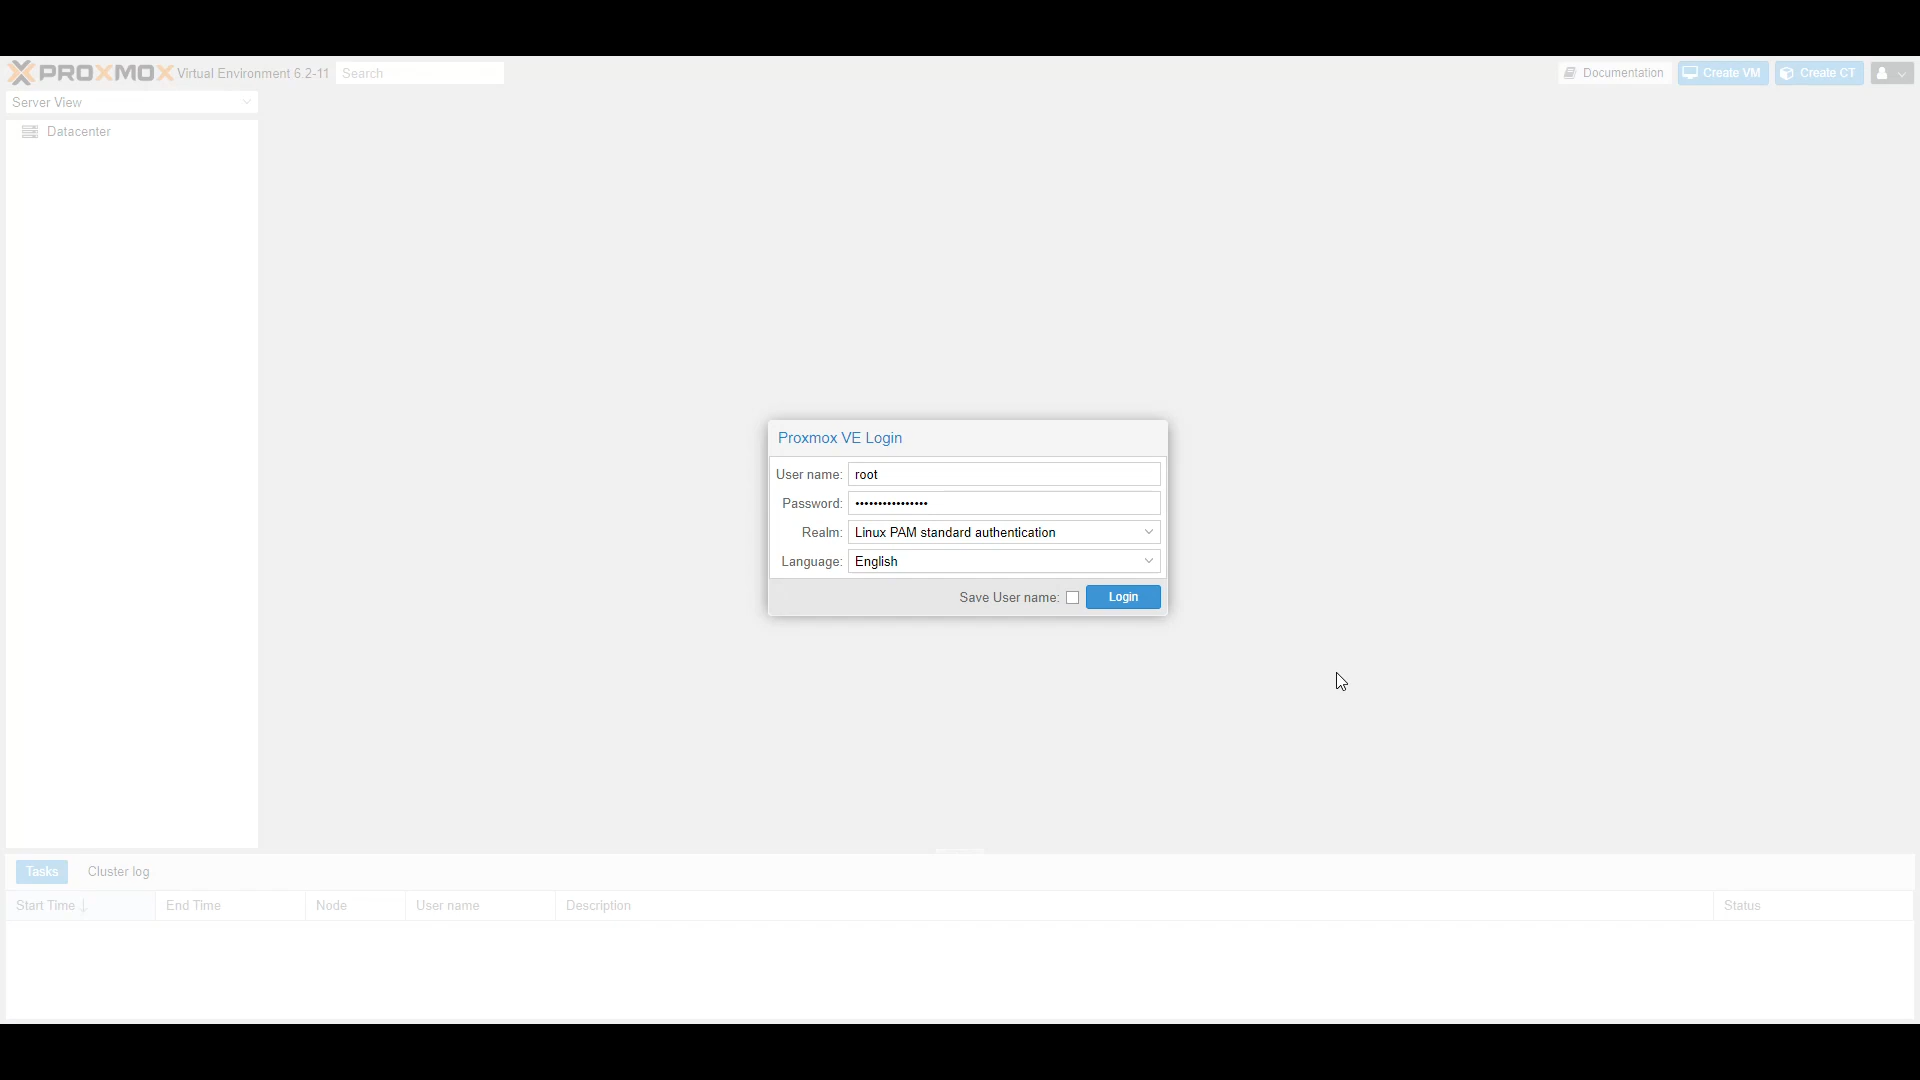 PROXMOX Virtual Environment 6.2-11 Search Documentation Create VM Create CT
Server View
Datacenter
Proxmox VE Login
User name: root
Password: ••••••••••••••••
Realm: Linux PAM standard authentication
Language: English
Save User name: Login
Tasks Cluster log
Start Time End Time Node User name Description Status